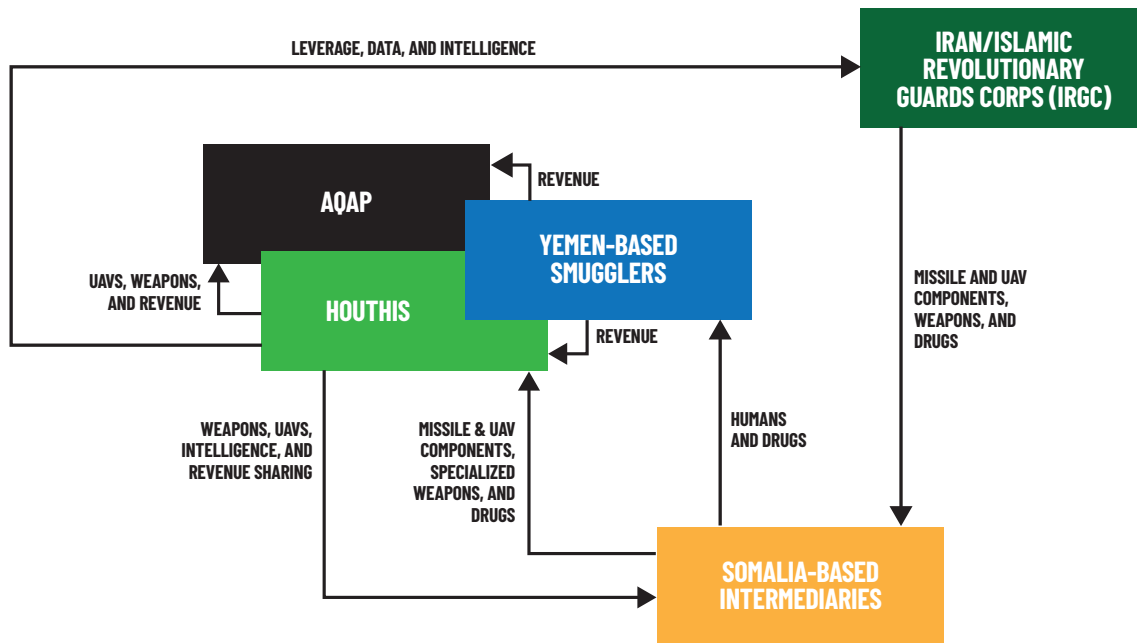 LEVERAGE, DATA, AND INTELLIGENCE
IRAN/ISLAMIC
REVOLUTIONARY
GUARDS CORPS (IRGC)
AQAP
REVENUE
YEMEN-BASED
SMUGGLERS
UAVS, WEAPONS,
AND REVENUE
HOUTHIS
REVENUE
MISSILE AND UAV
COMPONENTS,
WEAPONS, AND
DRUGS
WEAPONS, UAVS,
INTELLIGENCE, AND
REVENUE SHARING
MISSILE & UAV
COMPONENTS,
SPECIALIZED
WEAPONS, AND
DRUGS
HUMANS
AND DRUGS
SOMALIA-BASED
INTERMEDIARIES